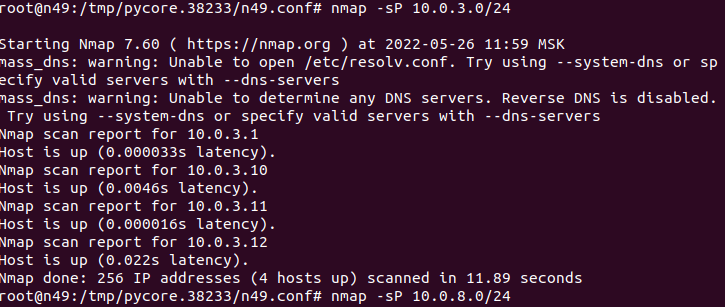 root@n49:/tmp/pycore.38233/n49.conf# nmap -sP 10.0.3.0/24
Starting Nmap 7.60 ( https://nmap.org ) at 2022-05-26 11:59 MSK
mass_dns: warning: Unable to open /etc/resolv.conf. Try using --system-dns or sp
ecify valid servers with --dns-servers
mass_dns: warning: Unable to determine any DNS servers. Reverse DNS is disabled.
 Try using --system-dns or specify valid servers with --dns-servers
Nmap scan report for 10.0.3.1
Host is up (0.000033s latency).
Nmap scan report for 10.0.3.10
Host is up (0.0046s latency).
Nmap scan report for 10.0.3.11
Host is up (0.000016s latency).
Nmap scan report for 10.0.3.12
Host is up (0.022s latency).
Nmap done: 256 IP addresses (4 hosts up) scanned in 11.89 seconds
root@n49:/tmp/pycore.38233/n49.conf# nmap -sP 10.0.8.0/24